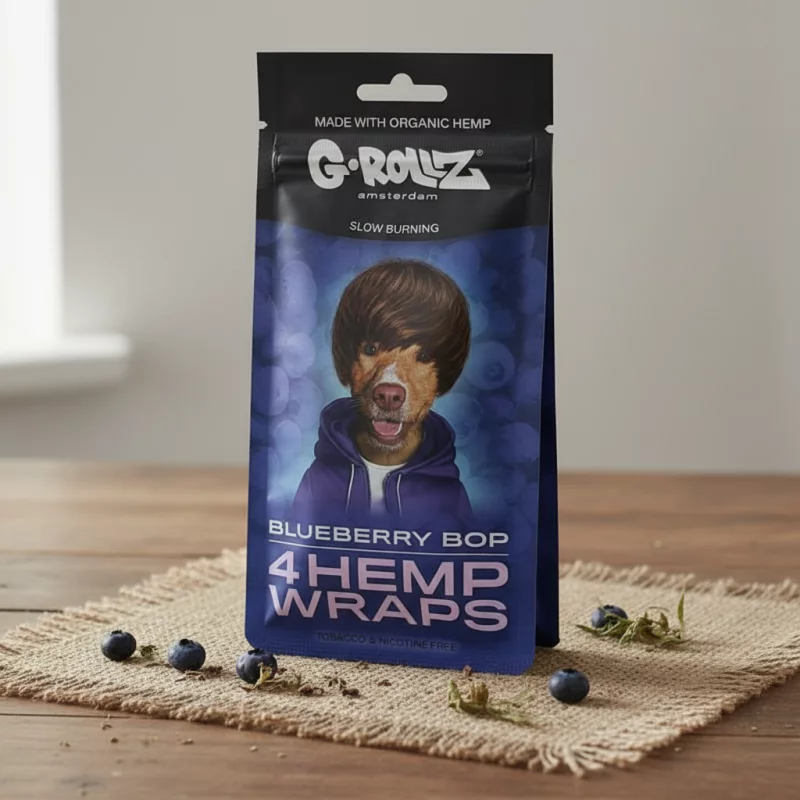 MADE WITH ORGANIC HEMP
G·ROLLZ®
amsterdam
SLOW BURNING
BLUEBERRY BOP
4 HEMP
WRAPS
TOBACCO & NICOTINE FREE